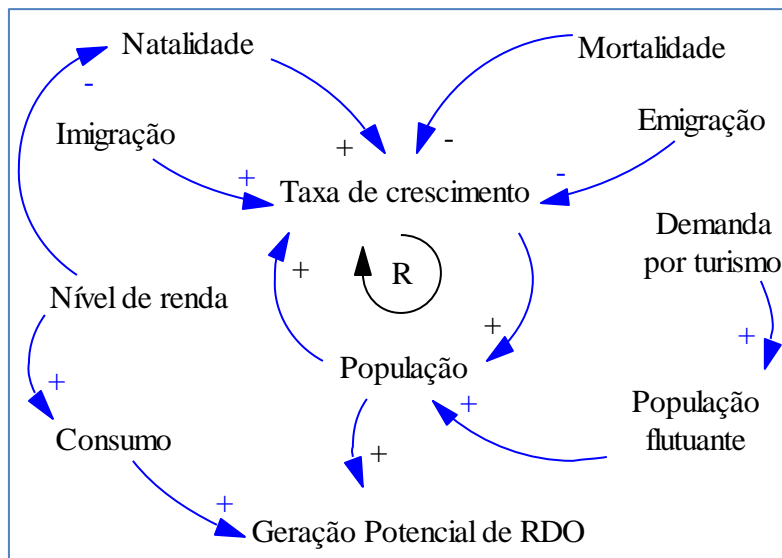 Natalidade
Mortalidade
-
Imigração
Emigração
+
-
+
-
Taxa de crescimento
Demanda
por turismo
+
R
Nível de renda
+
+
População
+
+
População
flutuante
Consumo
+
+
Geração Potencial de RDO